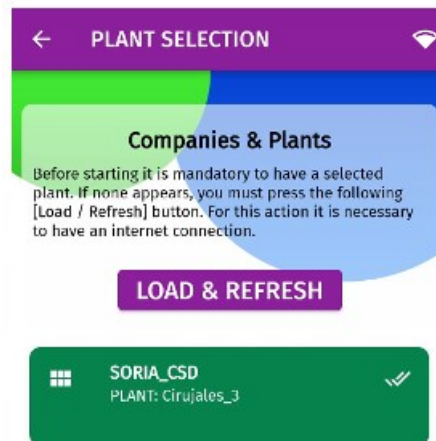 PLANT SELECTION
Companies & Plants
Before starting it is mandatory to have a selected
plant. If none appears, you must press the following
[Load / Refresh] button. For this action it is necessary
to have an internet connection.
LOAD & REFRESH
SORIA_CSD
PLANT: Cirujales_3